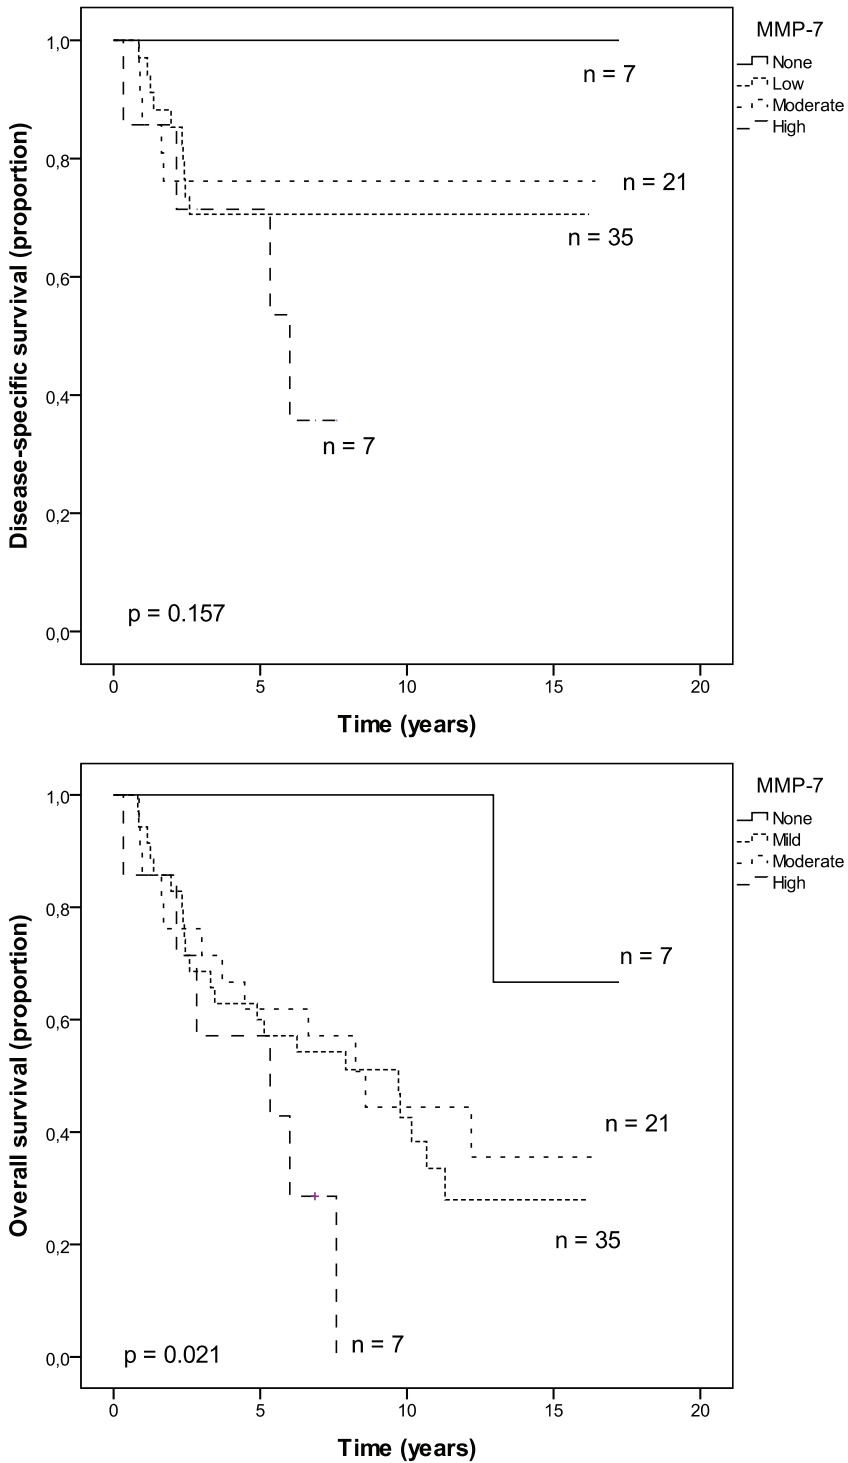 MMP-7
None
Low
Moderate
High
Disease-specific survival (proportion)
1,0
0,8
0,6
0,4
0,2
0,0
n = 7
n = 21
n = 35
n = 7
p = 0.157
0 5 10 15 20
Time (years)
MMP-7
None
Mild
Moderate
High
Overall survival (proportion)
1,0
0,8
0,6
0,4
0,2
0,0
n = 7
n = 21
n = 35
n = 7
p = 0.021
0 5 10 15 20
Time (years)